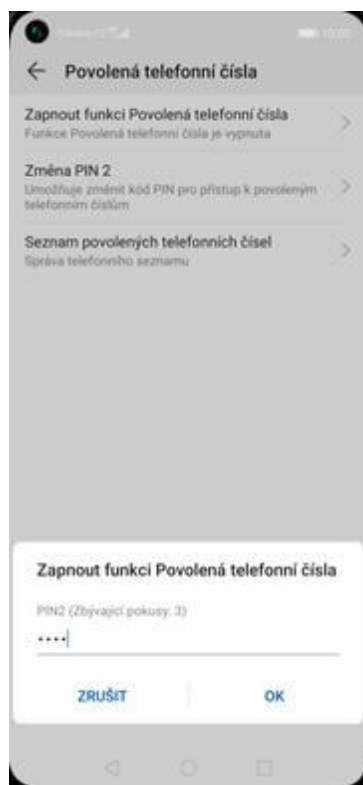 Povolená telefonní čísla
Zapnout funkci Povolená telefonní čísla
Funkce Povolená telefonní čísla je vypnuta
Změna PIN 2
Umožňuje změnit kód PIN pro přístup k povoleným
telefonním číslům
Seznam povolených telefonních čísel
Správa telefonního seznamu
Zapnout funkci Povolená telefonní čísla
PIN2 (Zbývající pokusy: 3)
••••
ZRUŠIT
OK